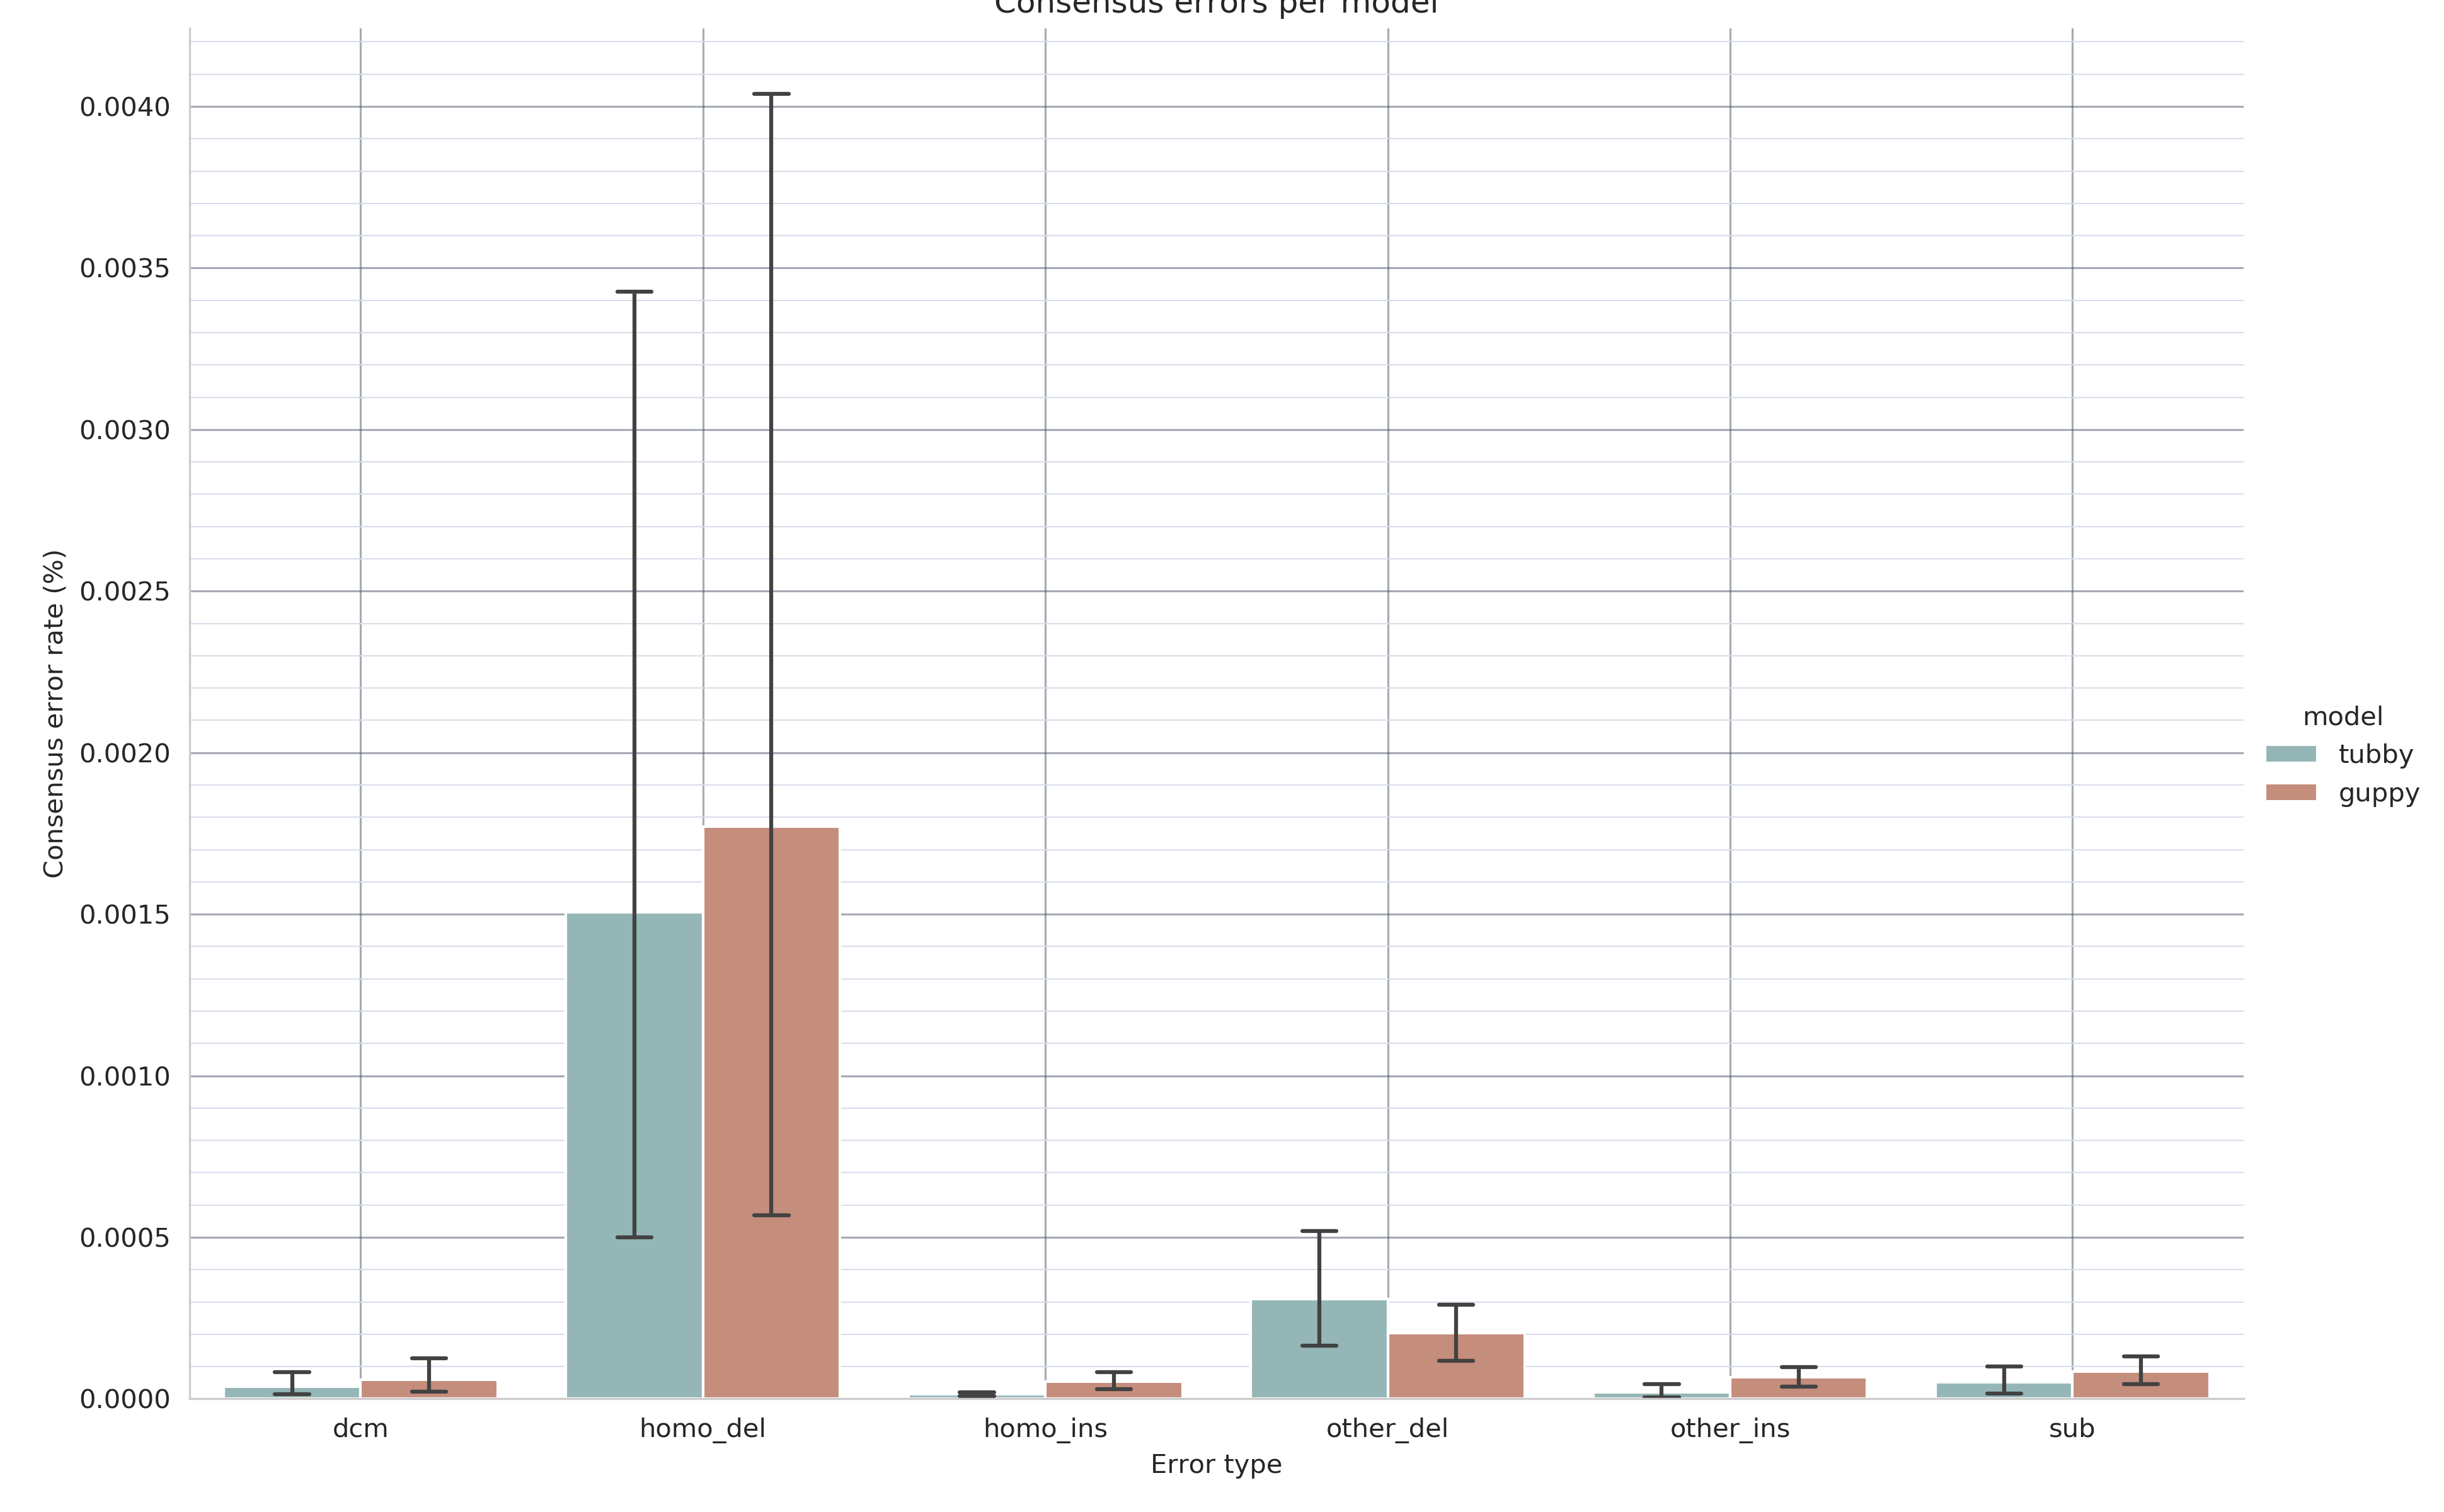 Consensus errors per model
0.0040
0.0035
0.0030
0.0025
0.0020
0.0015
0.0010
0.0005
0.0000
Consensus error rate (%)
dcm
homo_del
homo_ins
other_del
other_ins
sub
Error type
model
tubby
guppy